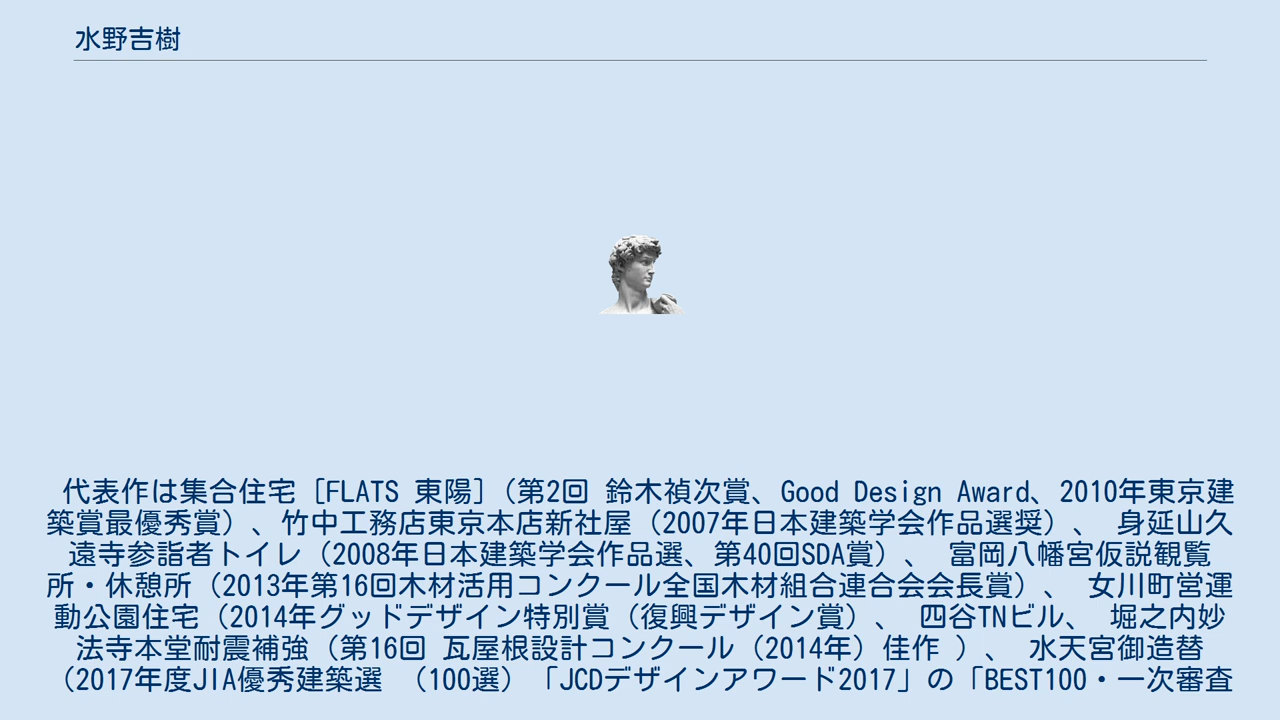 水野吉樹
代表作は集合住宅［FLATS 東陽］（第2回 鈴木禎次賞、Good Design Award、2010年東京建
築賞最優秀賞）、竹中工務店東京本店新社屋（2007年日本建築学会作品選奨）、 身延山久
遠寺参詣者トイレ（2008年日本建築学会作品選、第40回SDA賞）、 富岡八幡宮仮説観覧
所・休憩所（2013年第16回木材活用コンクール全国木材組合連合会会長賞）、 女川町営運
動公園住宅（2014年グッドデザイン特別賞（復興デザイン賞）、 四谷TNビル、 堀之内妙
法寺本堂耐震補強（第16回 瓦屋根設計コンクール（2014年）佳作 ）、 水天宮御造替
（2017年度JIA優秀建築選 （100選）「JCDデザインアワード2017」の「BEST100・一次審査